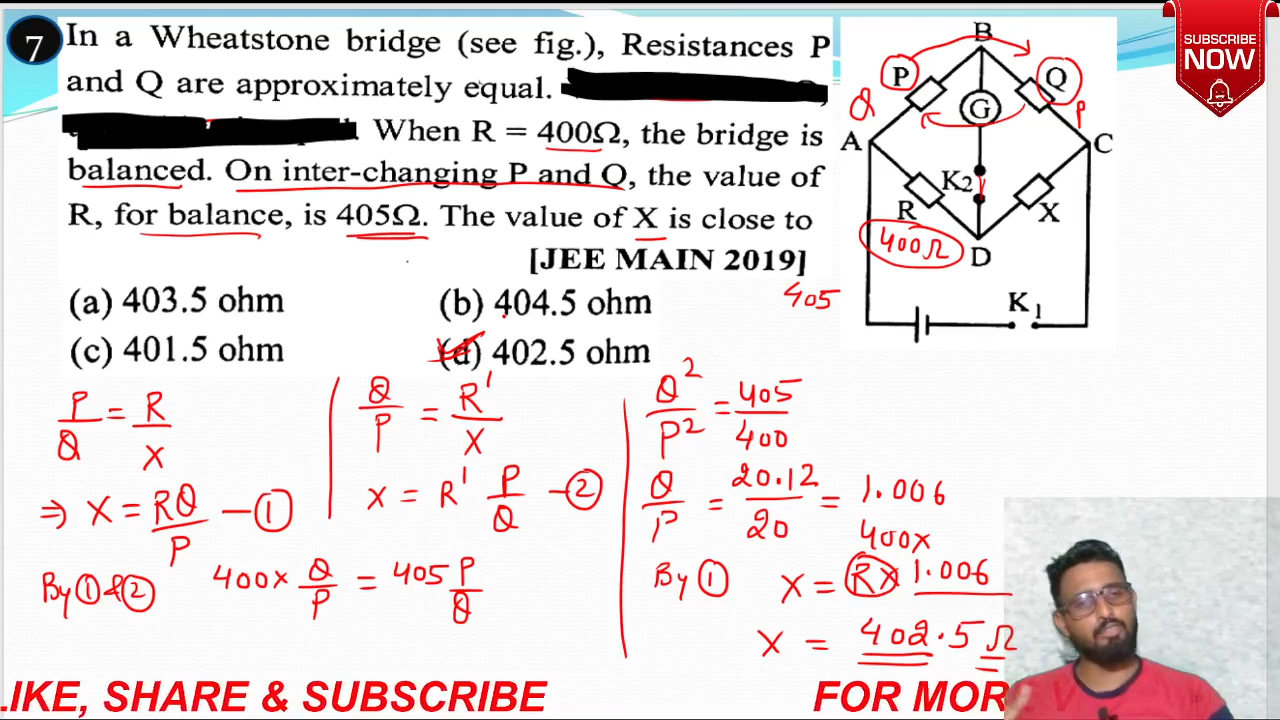 7
In a Wheatstone bridge (see fig.), Resistances P
and Q are approximately equal.
. When R = 400Ω, the bridge is
balanced. On inter-changing P and Q, the value of
R, for balance, is 405Ω. The value of X is close to
[JEE MAIN 2019]
(a) 403.5 ohm
(b) 404.5 ohm
(c) 401.5 ohm
(d) 402.5 ohm
SUBSCRIBE
NOW
B
P
Q
Q
G
P
A
C
K2
R
X
400Ω
D
405
K1
P/Q = R/X
⇒ X = RQ/P — ①
By ① & ②
400× Q/P = 405 P/Q
Q/P = R'/X
X = R' P/Q — ②
Q²/P² = 405/400
Q/P = 20.12/20 = 1.006
400×
By ① X = R× 1.006
X = 402.5 Ω
LIKE, SHARE & SUBSCRIBE
FOR MOR